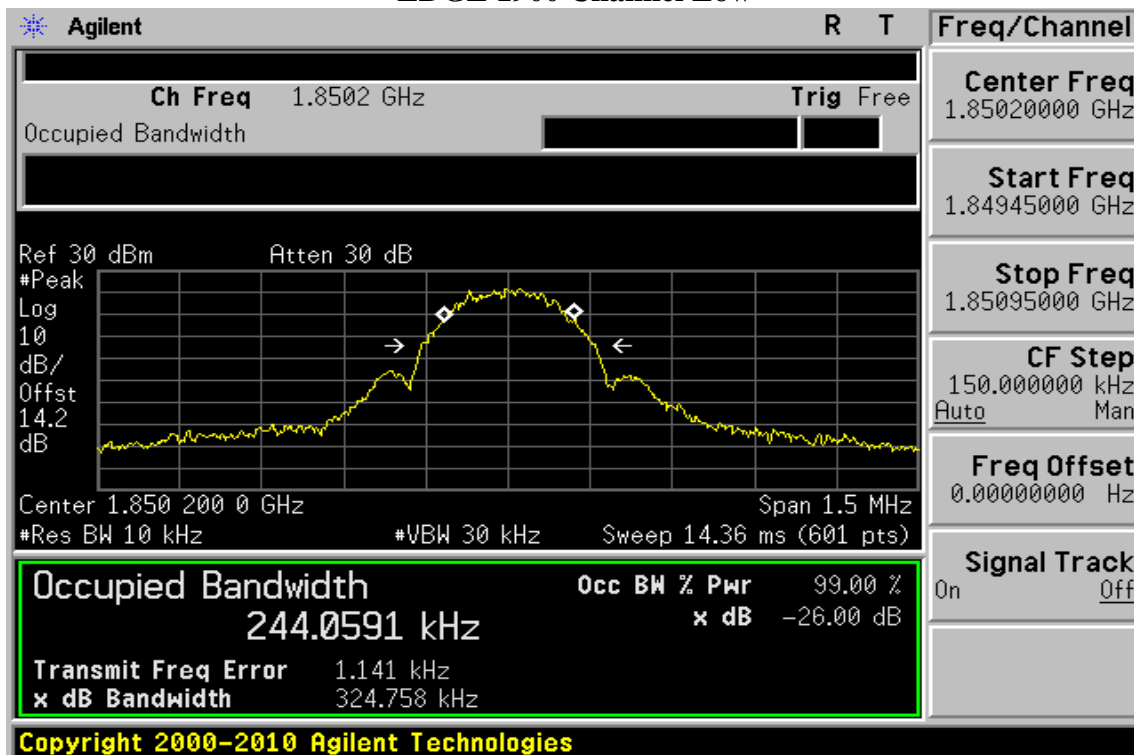 Agilent R T
Freq/Channel
Ch Freq 1.8502 GHz Trig Free
Occupied Bandwidth
Center Freq
1.85020000 GHz
Start Freq
1.84945000 GHz
Stop Freq
1.85095000 GHz
CF Step
150.000000 kHz
Auto Man
Freq Offset
0.00000000 Hz
Signal Track
On Off
Ref 30 dBm Atten 30 dB
#Peak
Log
10
dB/
Offst
14.2
dB
Center 1.850 200 0 GHz Span 1.5 MHz
#Res BW 10 kHz #VBW 30 kHz Sweep 14.36 ms (601 pts)
Occupied Bandwidth
244.0591 kHz
Occ BW % Pwr 99.00 %
x dB -26.00 dB
Transmit Freq Error 1.141 kHz
x dB Bandwidth 324.758 kHz
Copyright 2000-2010 Agilent Technologies